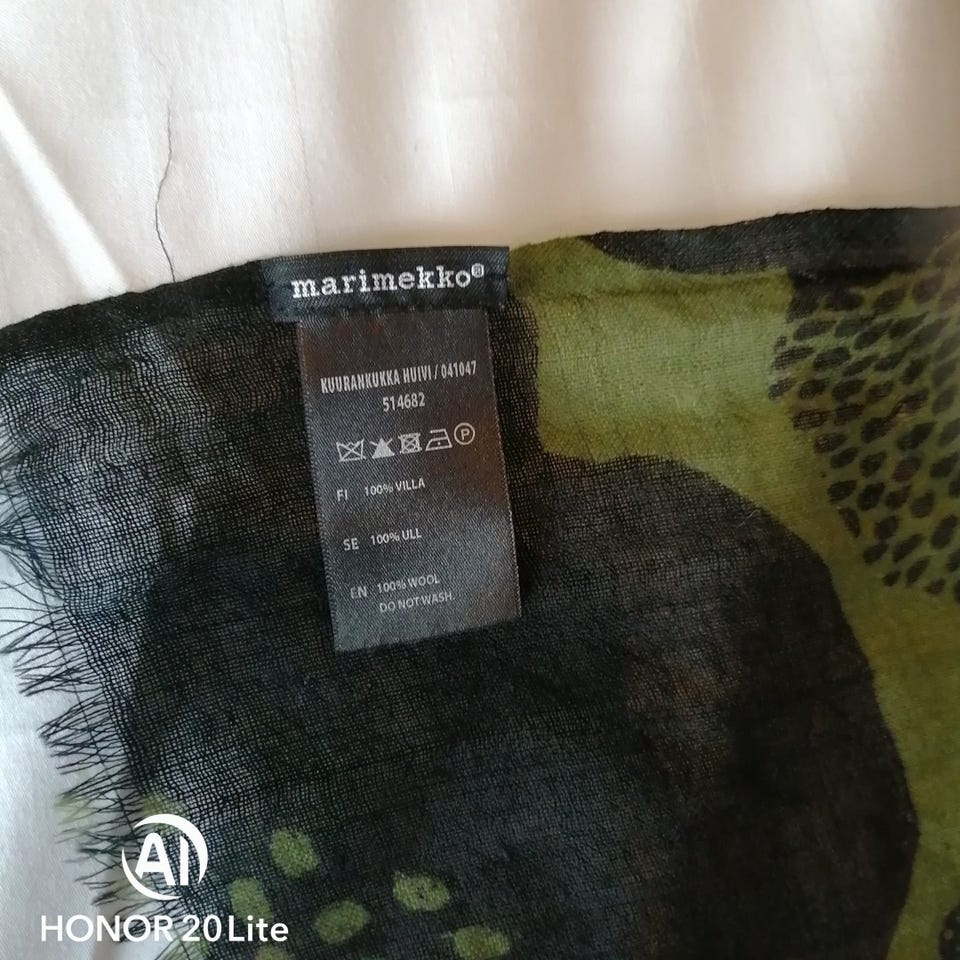 marimekko®
KUURANKUKKA HUIVI / 041047
514682
P
FI 100% VILLA
SE 100% ULL
EN 100% WOOL
DO NOT WASH.
AI
HONOR 20 Lite